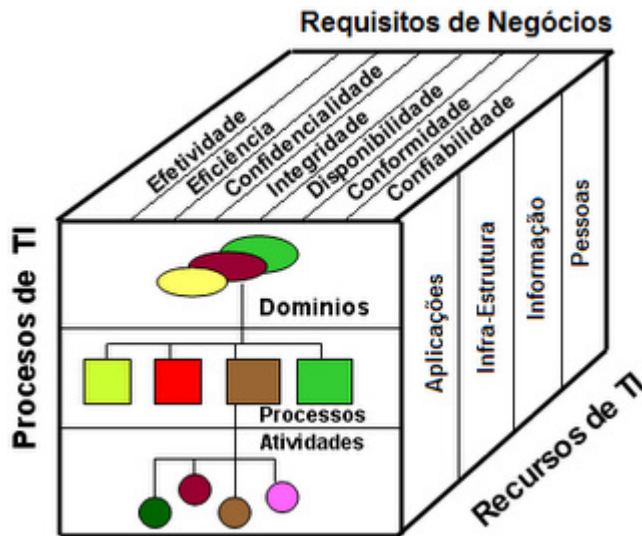 Requisitos de Negócios
Efetividade
Eficiência
Confidencialidade
Integridade
Disponibilidade
Conformidade
Confiabilidade
Procesos de TI
Dominios
Processos
Atividades
Aplicações
Infra-Estrutura
Informação
Pessoas
Recursos de TI